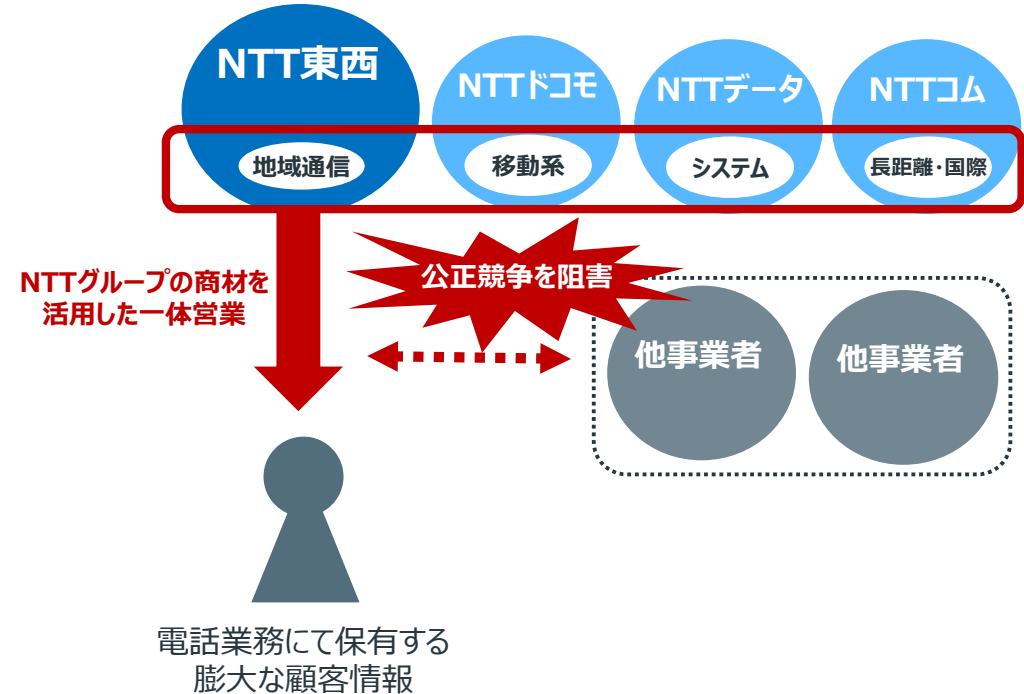 NTT東西
NTTドコモ
NTTデータ
NTTコム
地域通信
移動系
システム
長距離・国際
NTTグループの商材を
活用した一体営業
公正競争を阻害
他事業者
他事業者
電話業務にて保有する
膨大な顧客情報